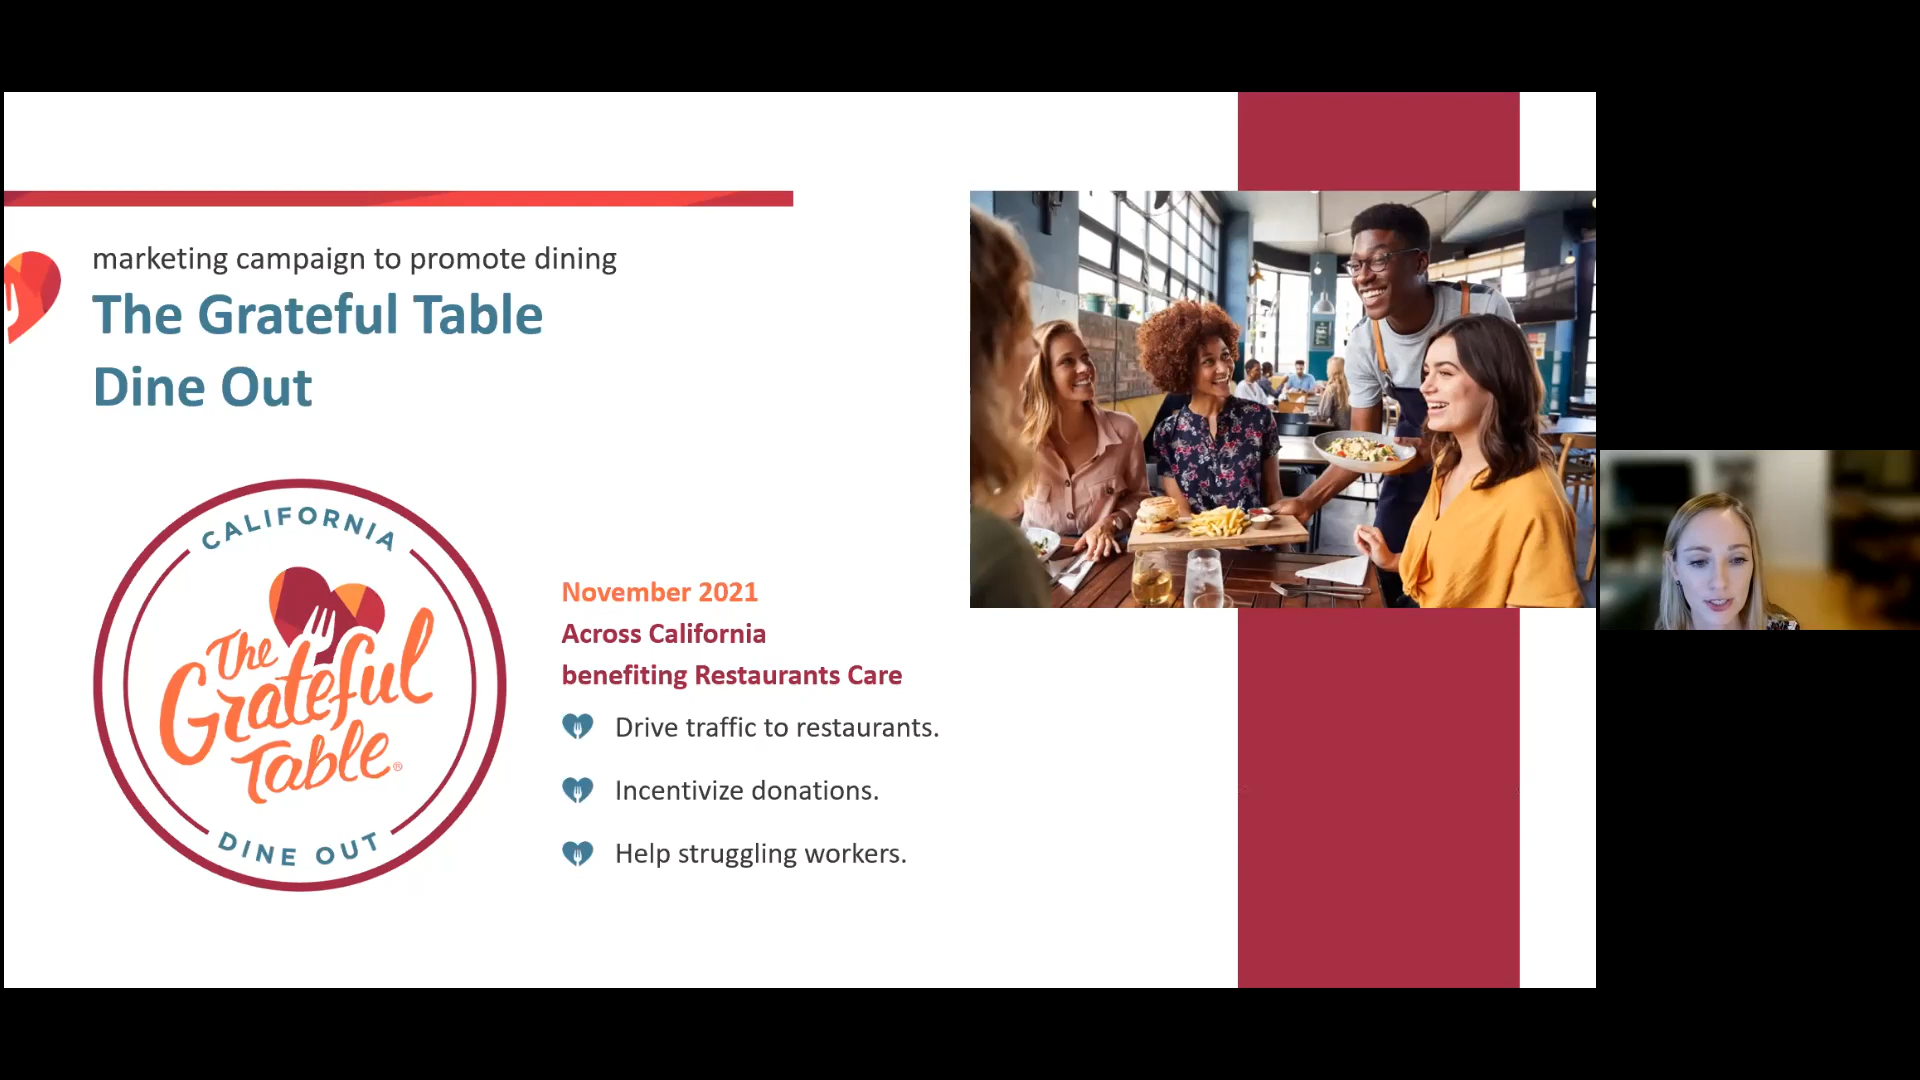 marketing campaign to promote dining
The Grateful Table
Dine Out
CALIFORNIA
The
Grateful
Table®
DINE OUT
November 2021
Across California
benefiting Restaurants Care
Drive traffic to restaurants.
Incentivize donations.
Help struggling workers.